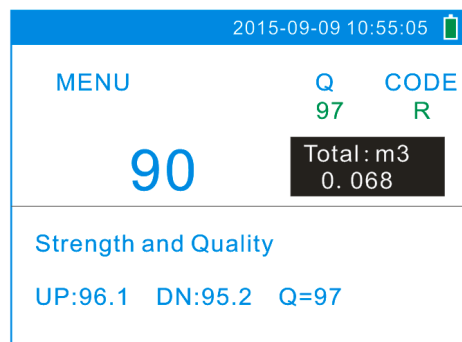 2015-09-09 10:55:05
MENU Q CODE
97 R
90 Total: m3
0. 068
Strength and Quality
UP:96.1 DN:95.2 Q=97